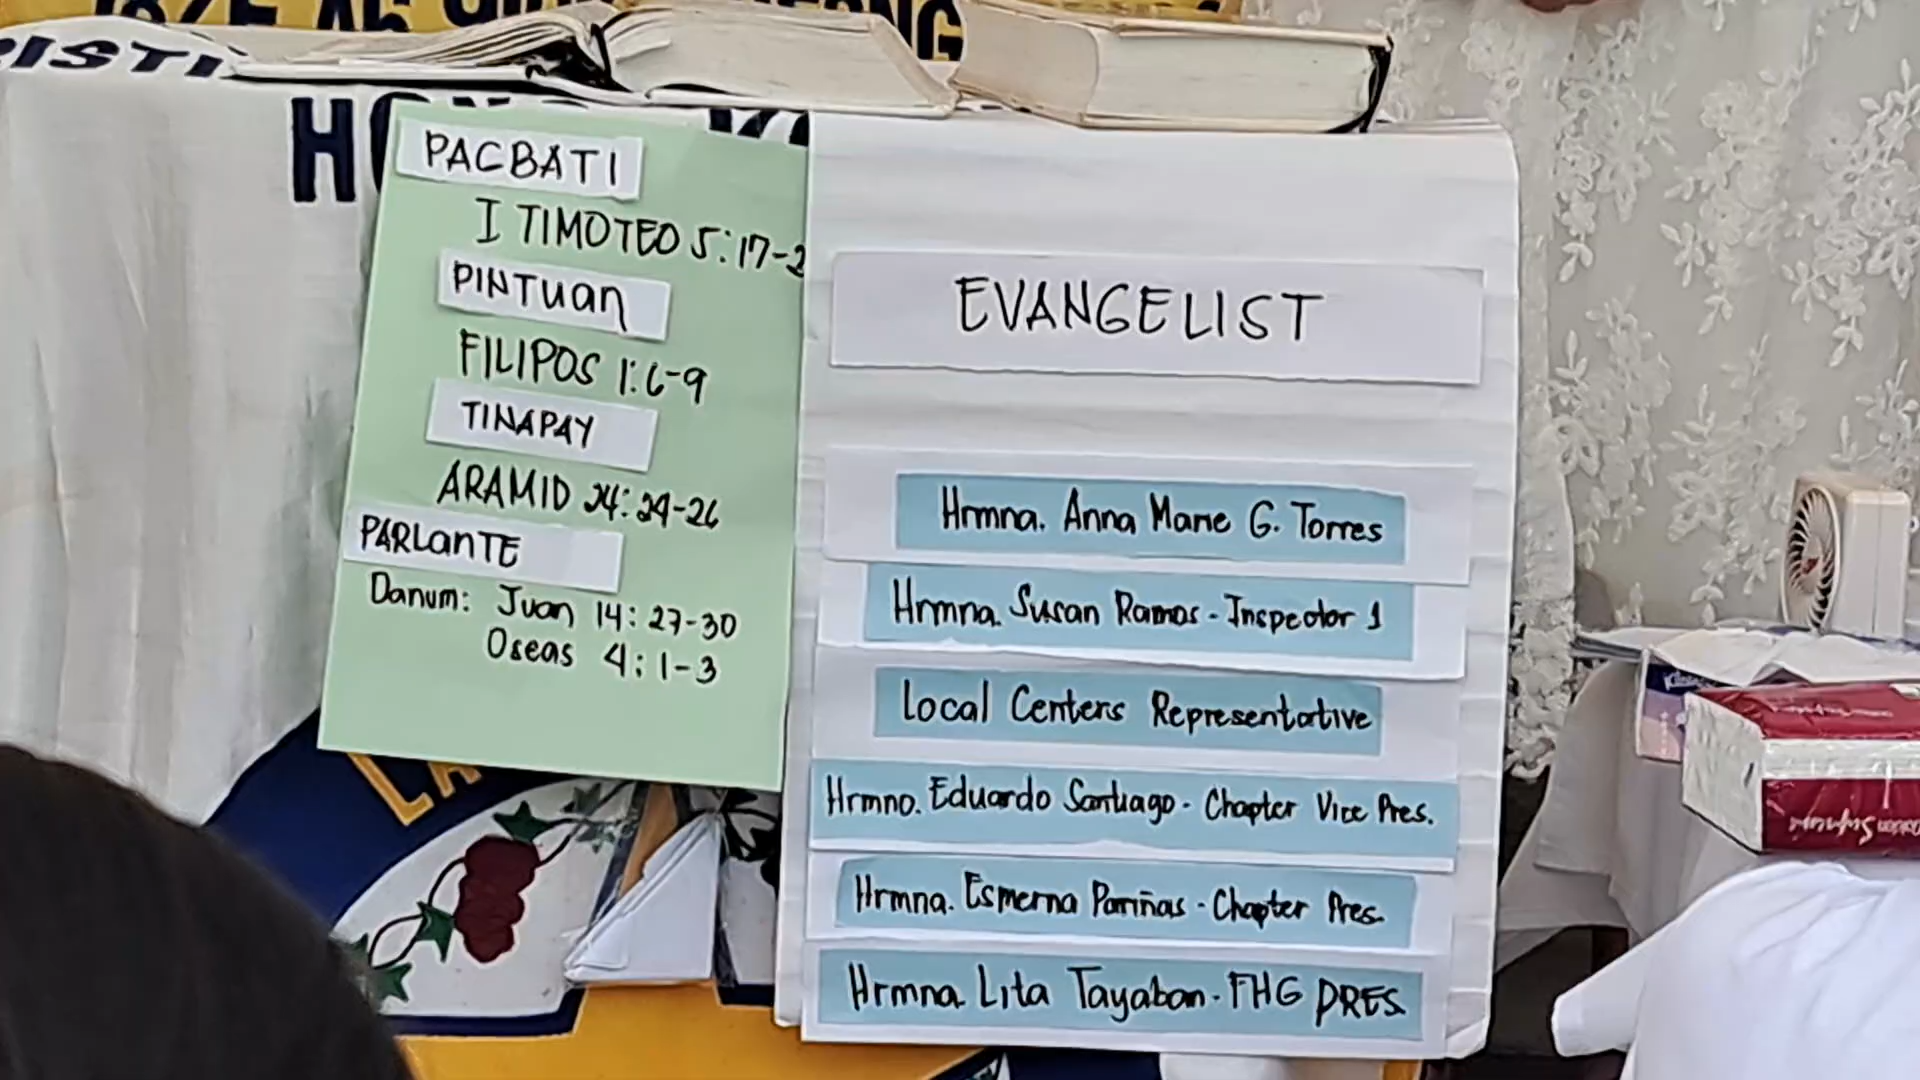 PACBATI
I TIMOTEO 5:17-2
PINTUAN
FILIPOS 1:6-9
TINAPAY
ARAMID 24:24-26
PARLANTE
Danum: Juan 14:27-30
Oseas 4:1-3
EVANGELIST
Hrmna. Anna Marie G. Torres
Hrmna. Susan Ramos - Inspector 1
Local Centers Representative
Hrmno. Eduardo Santiago - Chapter Vice Pres.
Hrmna. Esmerna Pariñas - Chapter Pres.
Hrmna. Lita Tayaban - FHG PRES.